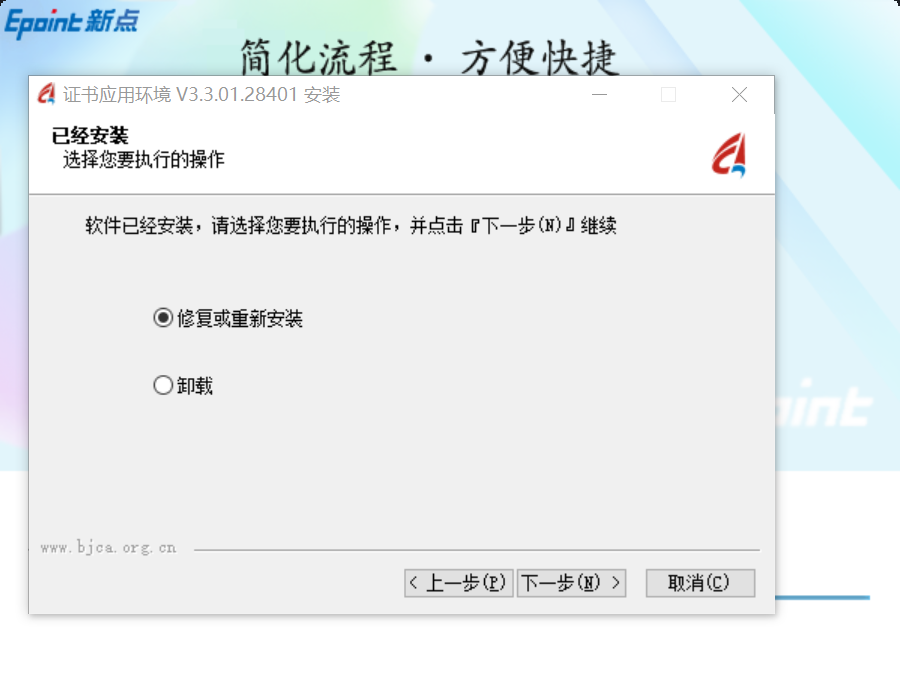 Epoint新点
简化流程 · 方便快捷
证书应用环境 V3.3.01.28401 安装
已经安装
选择您要执行的操作
软件已经安装，请选择您要执行的操作，并点击『下一步(N)』继续
修复或重新安装
卸载
oint
www.bjca.org.cn
< 上一步(P) 下一步(N) > 取消(C)